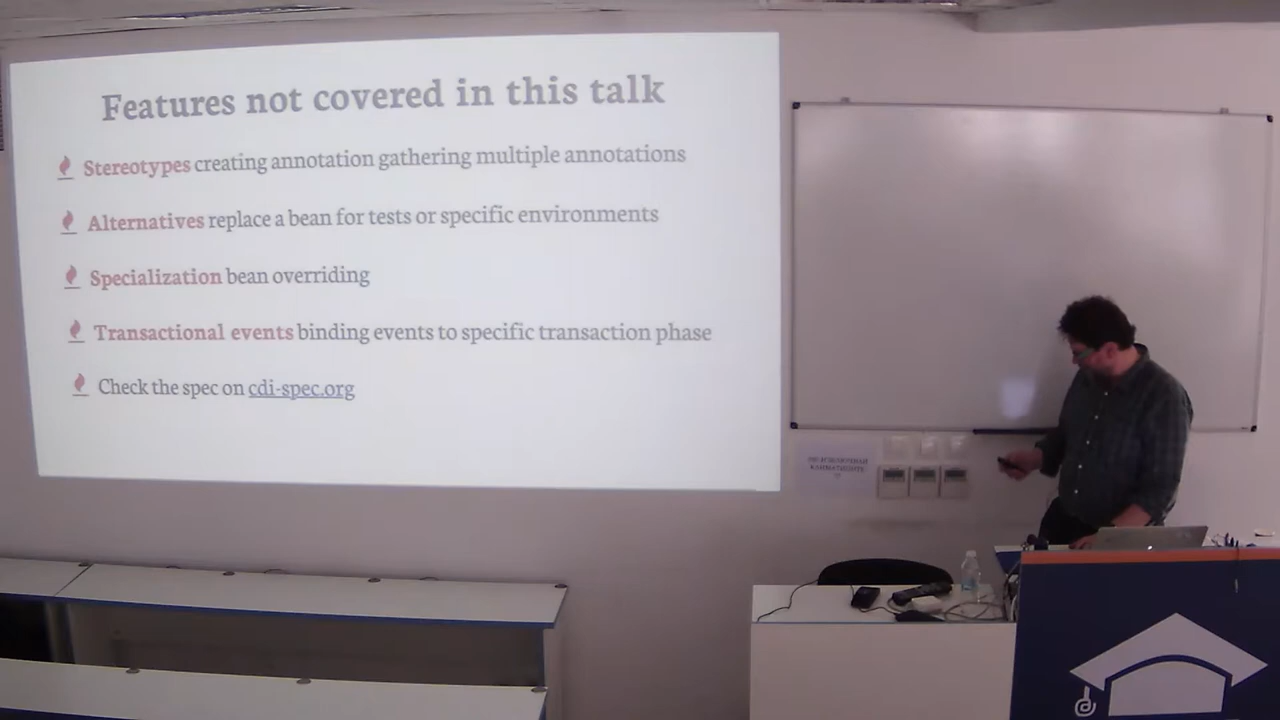 Features not covered in this talk
Stereotypes creating annotation gathering multiple annotations
Alternatives replace a bean for tests or specific environments
Specialization bean overriding
Transactional events binding events to specific transaction phase
Check the spec on cdi-spec.org